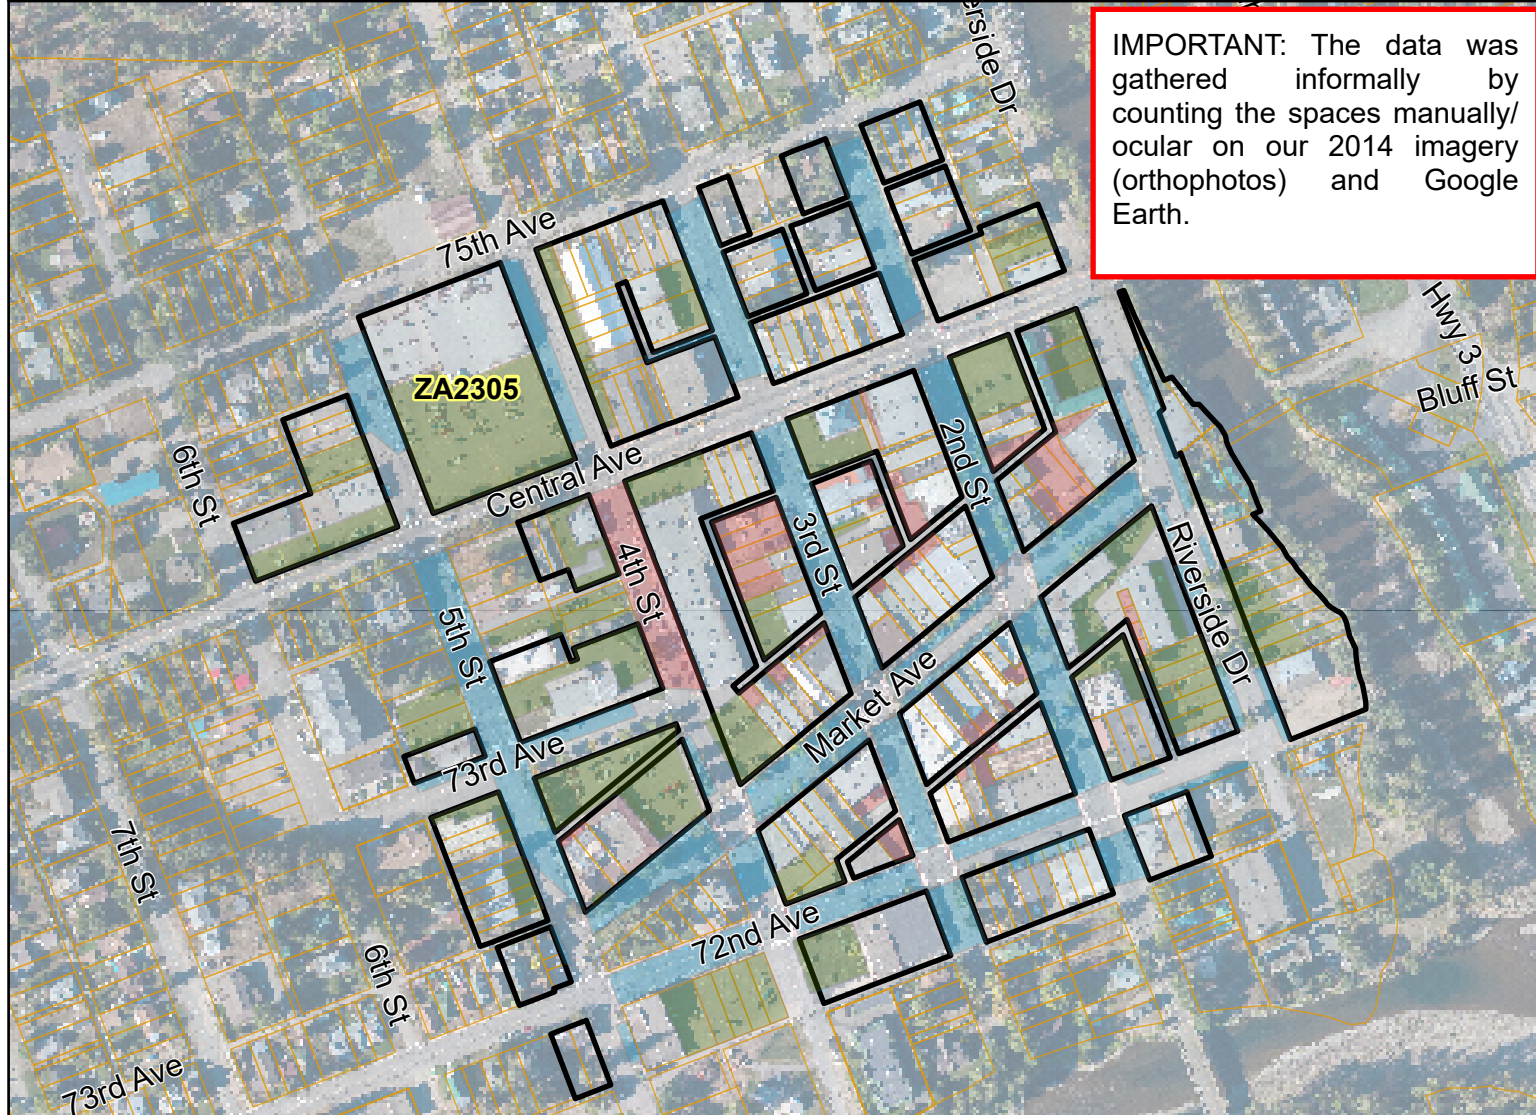 erside Dr
IMPORTANT: The data was
gathered informally by
counting the spaces manually/
ocular on our 2014 imagery
(orthophotos) and Google
Earth.
75th Ave
Hwy 3
Bluff St
ZA2305
6th St
Central Ave
2nd St
3rd St
4th St
5th St
Riverside Dr
Market Ave
73rd Ave
7th St
72nd Ave
6th St
73rd Ave